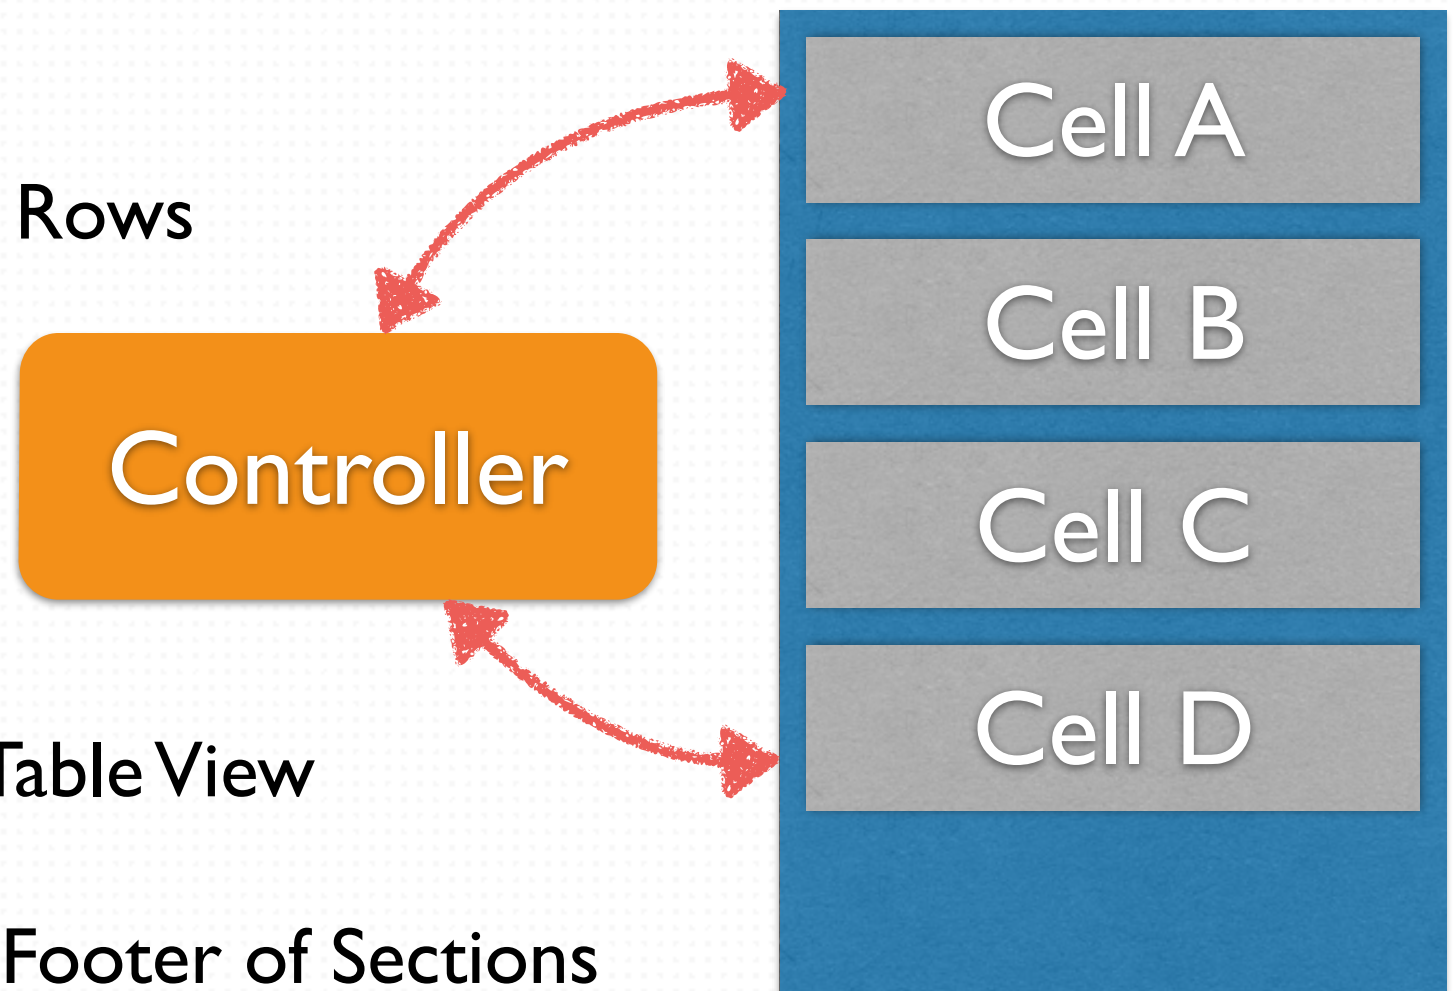 Rows
Controller
Table View
Footer of Sections
Cell A
Cell B
Cell C
Cell D